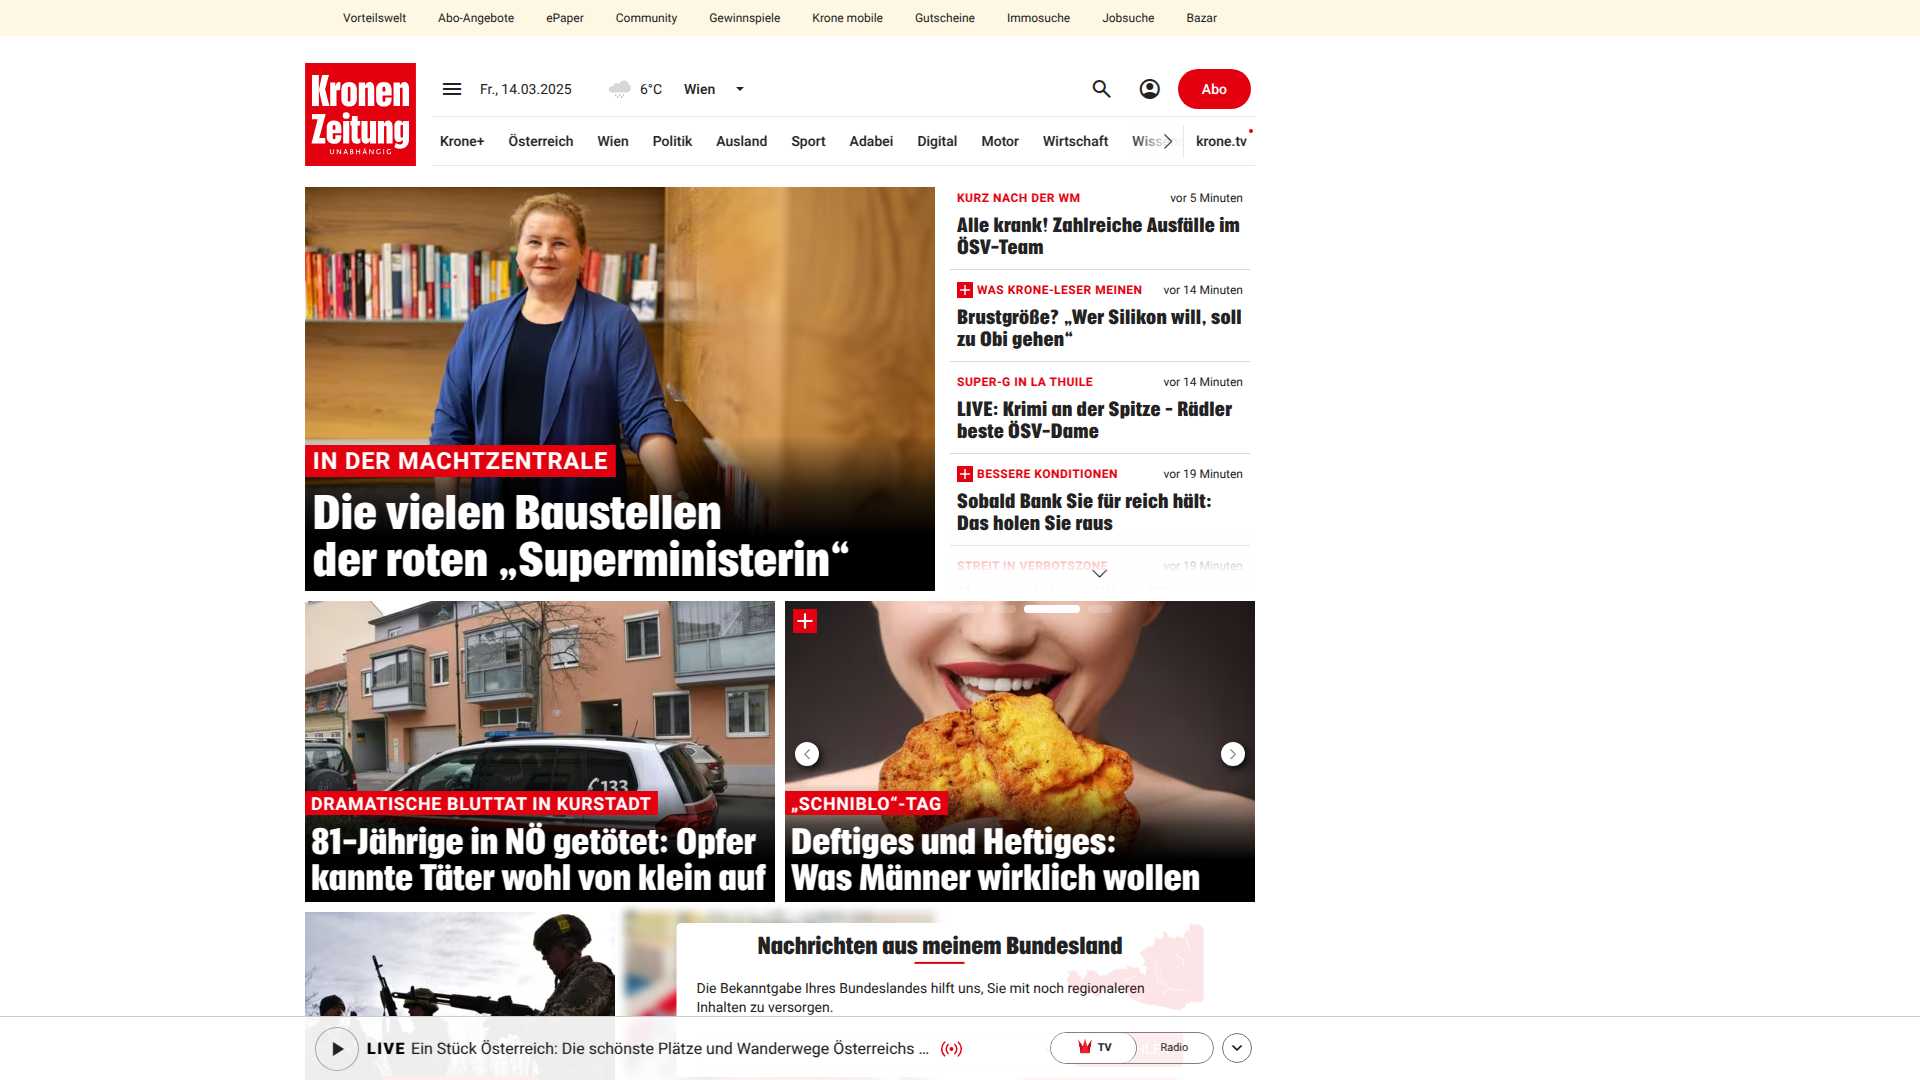 Vorteilswelt Abo-Angebote ePaper Community Gewinnspiele Krone mobile Gutscheine Immosuche Jobsuche Bazar
Kronen
Zeitung
UNABHÄNGIG
Fr., 14.03.2025 6°C Wien Abo
Krone+ Österreich Wien Politik Ausland Sport Adabei Digital Motor Wirtschaft krone.tv
IN DER MACHTZENTRALE
Die vielen Baustellen
der roten „Superministerin“
KURZ NACH DER WM vor 5 Minuten
Alle krank! Zahlreiche Ausfälle im
ÖSV-Team
WAS KRONE-LESER MEINEN vor 14 Minuten
Brustgröße? „Wer Silikon will, soll
zu Obi gehen“
SUPER-G IN LA THUILE vor 14 Minuten
LIVE: Krimi an der Spitze – Rädler
beste ÖSV-Dame
BESSERE KONDITIONEN vor 19 Minuten
Sobald Bank Sie für reich hält:
Das holen Sie raus
STREIT IN VERBOTSZONE vor 19 Minuten
133
DRAMATISCHE BLUTTAT IN KURSTADT
81-Jährige in NÖ getötet: Opfer
kannte Täter wohl von klein auf
„SCHNIBLO“-TAG
Deftiges und Heftiges:
Was Männer wirklich wollen
Nachrichten aus meinem Bundesland
Die Bekanntgabe Ihres Bundeslandes hilft uns, Sie mit noch regionaleren
Inhalten zu versorgen.
LIVE Ein Stück Österreich: Die schönste Plätze und Wanderwege Österreichs ... TV Radio